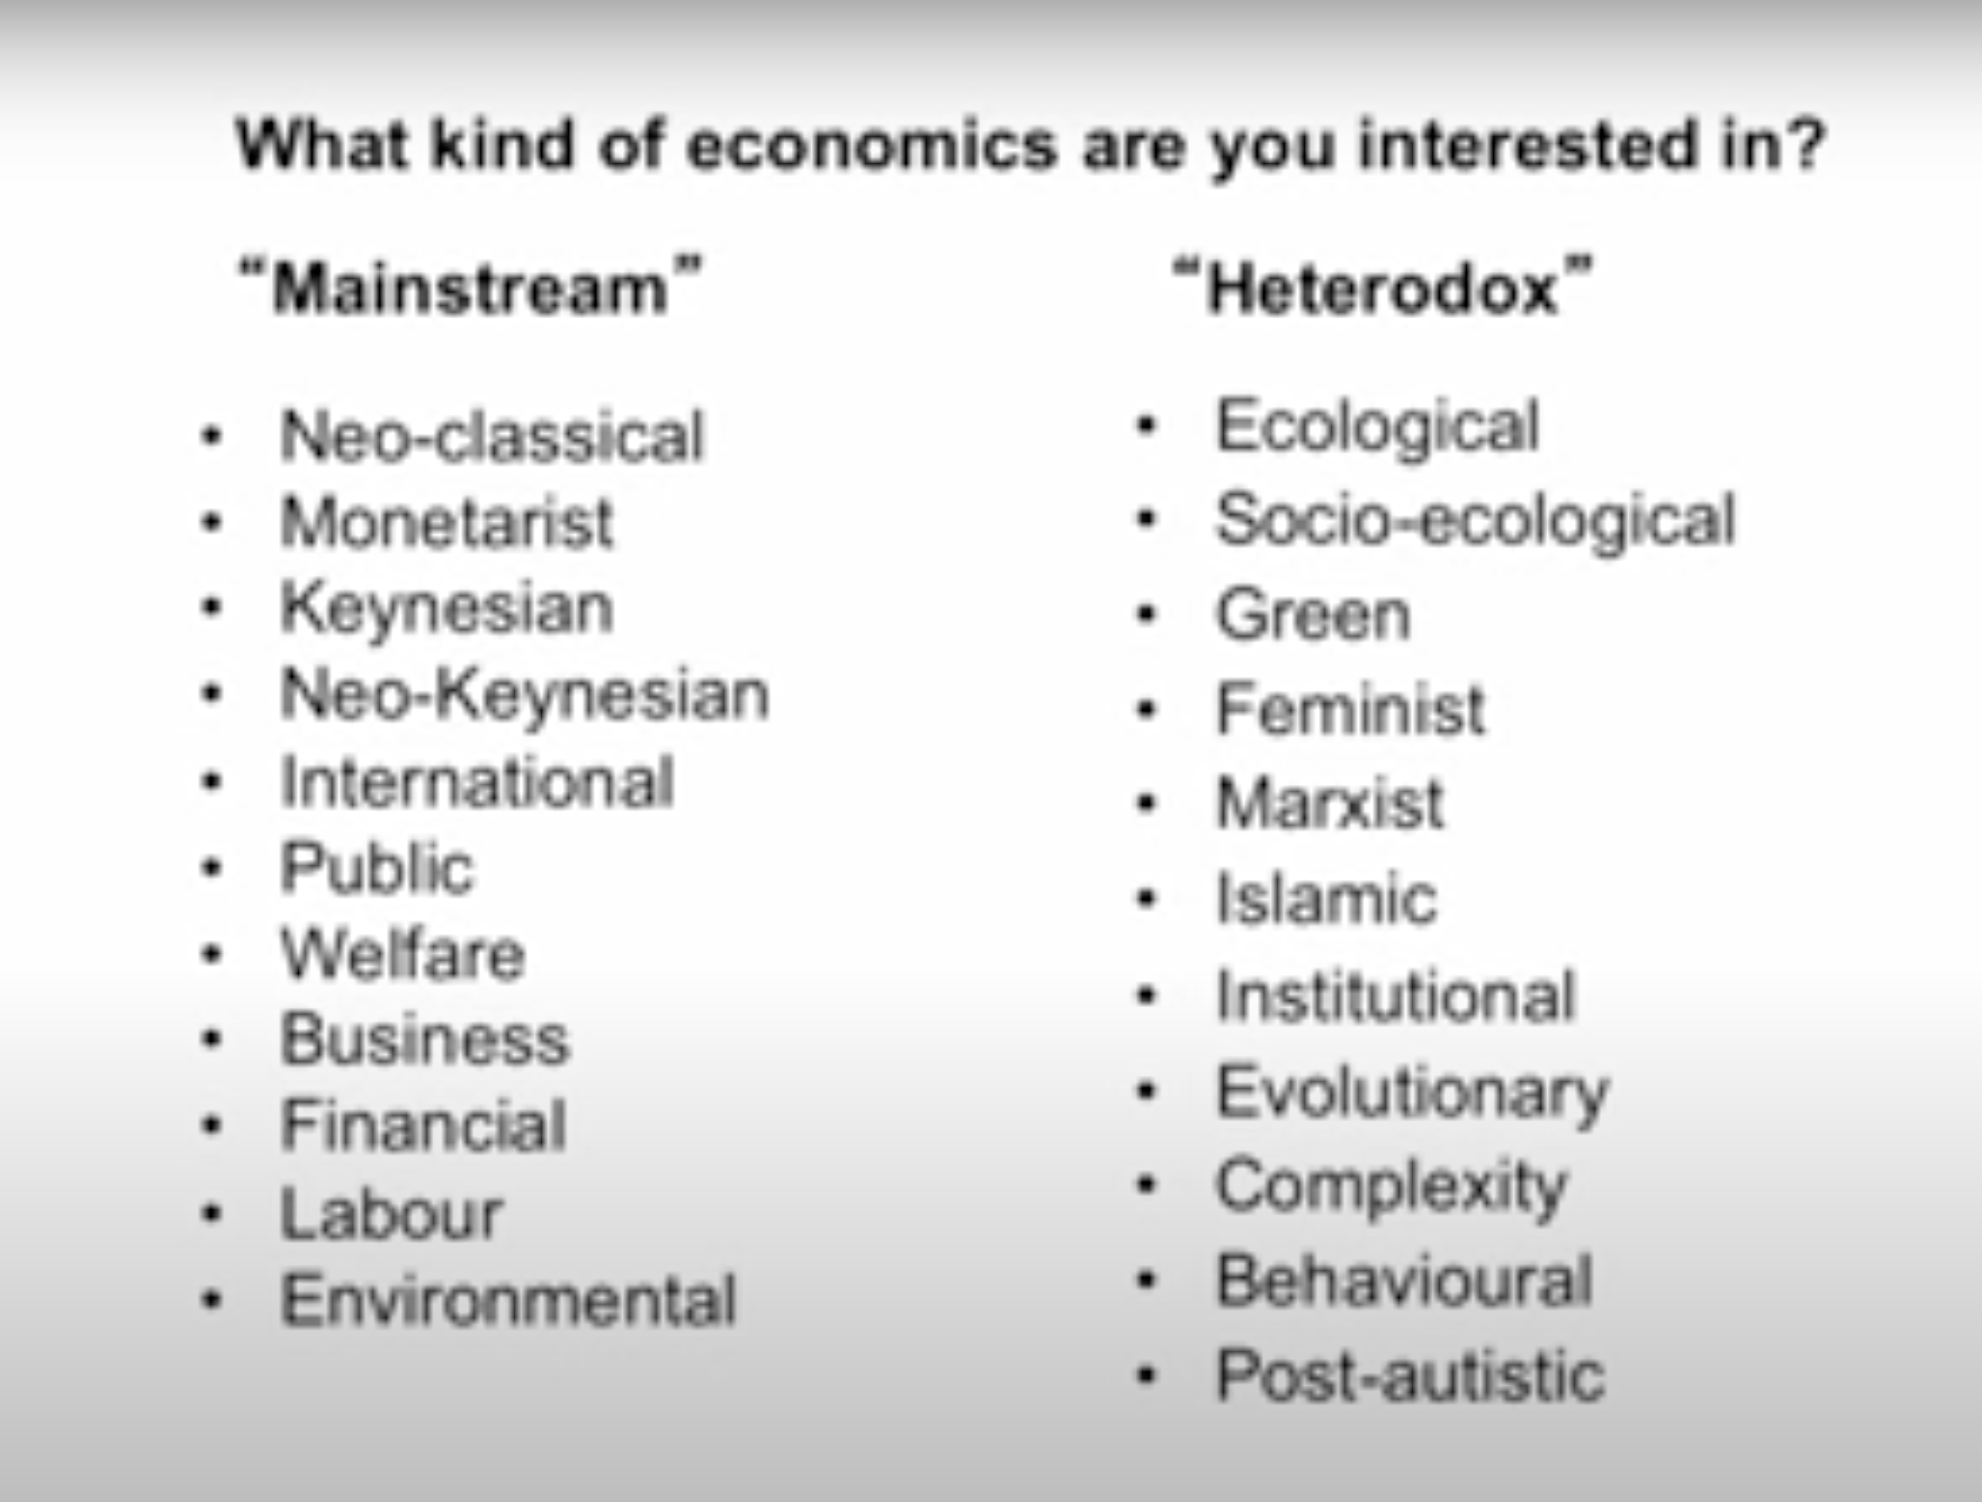 What kind of economics are you interested in?
“Mainstream”
• Neo-classical
• Monetarist
• Keynesian
• Neo-Keynesian
• International
• Public
• Welfare
• Business
• Financial
• Labour
• Environmental
“Heterodox”
• Ecological
• Socio-ecological
• Green
• Feminist
• Marxist
• Islamic
• Institutional
• Evolutionary
• Complexity
• Behavioural
• Post-autistic